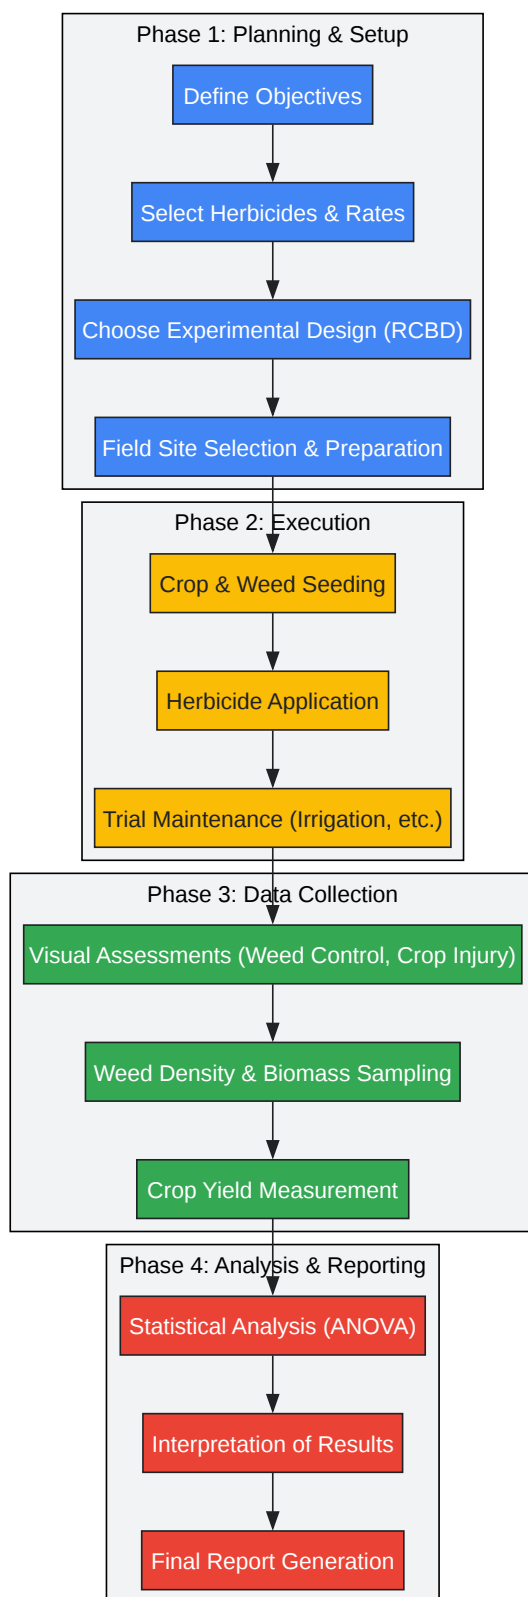 Phase 1: Planning & Setup
Define Objectives
Select Herbicides & Rates
Choose Experimental Design (RCBD)
Field Site Selection & Preparation
Phase 2: Execution
Crop & Weed Seeding
Herbicide Application
Trial Maintenance (Irrigation, etc.)
Phase 3: Data Collection
Visual Assessments (Weed Control, Crop Injury)
Weed Density & Biomass Sampling
Crop Yield Measurement
Phase 4: Analysis & Reporting
Statistical Analysis (ANOVA)
Interpretation of Results
Final Report Generation